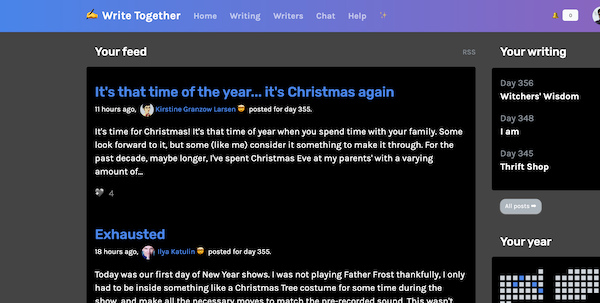 Write Together
Home Writing Writers Chat Help
0
Your feed
RSS
It's that time of the year... it's Christmas again
11 hours ago, Kirstine Granzow Larsen posted for day 355.
It's time for Christmas! It's that time of year when you spend time with your family. Some
look forward to it, but some (like me) consider it something to make it through. For the
past decade, maybe longer, I've spent Christmas Eve at my parents' with a varying
amount of...
4
Exhausted
18 hours ago, Ilya Katulin posted for day 355.
Today was our first day of New Year shows. I was not playing Father Frost thankfully, I only
had to be inside something like a Christmas Tree costume for some time during the
show, and make all the necessary moves to match the pre-recorded sound. This wasn't
Your writing
Day 356
Witchers' Wisdom
Day 348
I am
Day 345
Thrift Shop
All posts ➡
Your year